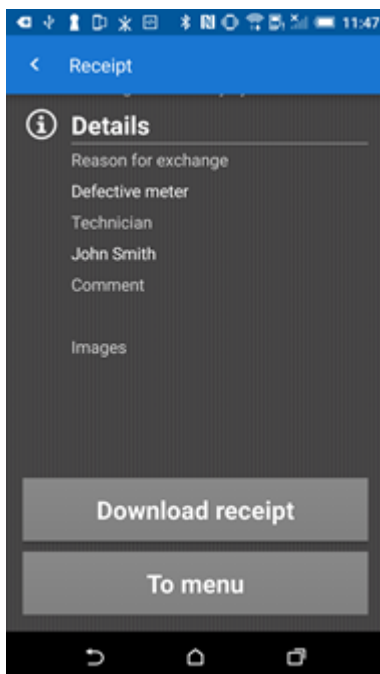 11:47
Receipt
Details
Reason for exchange
Defective meter
Technician
John Smith
Comment
Images
Download receipt
To menu